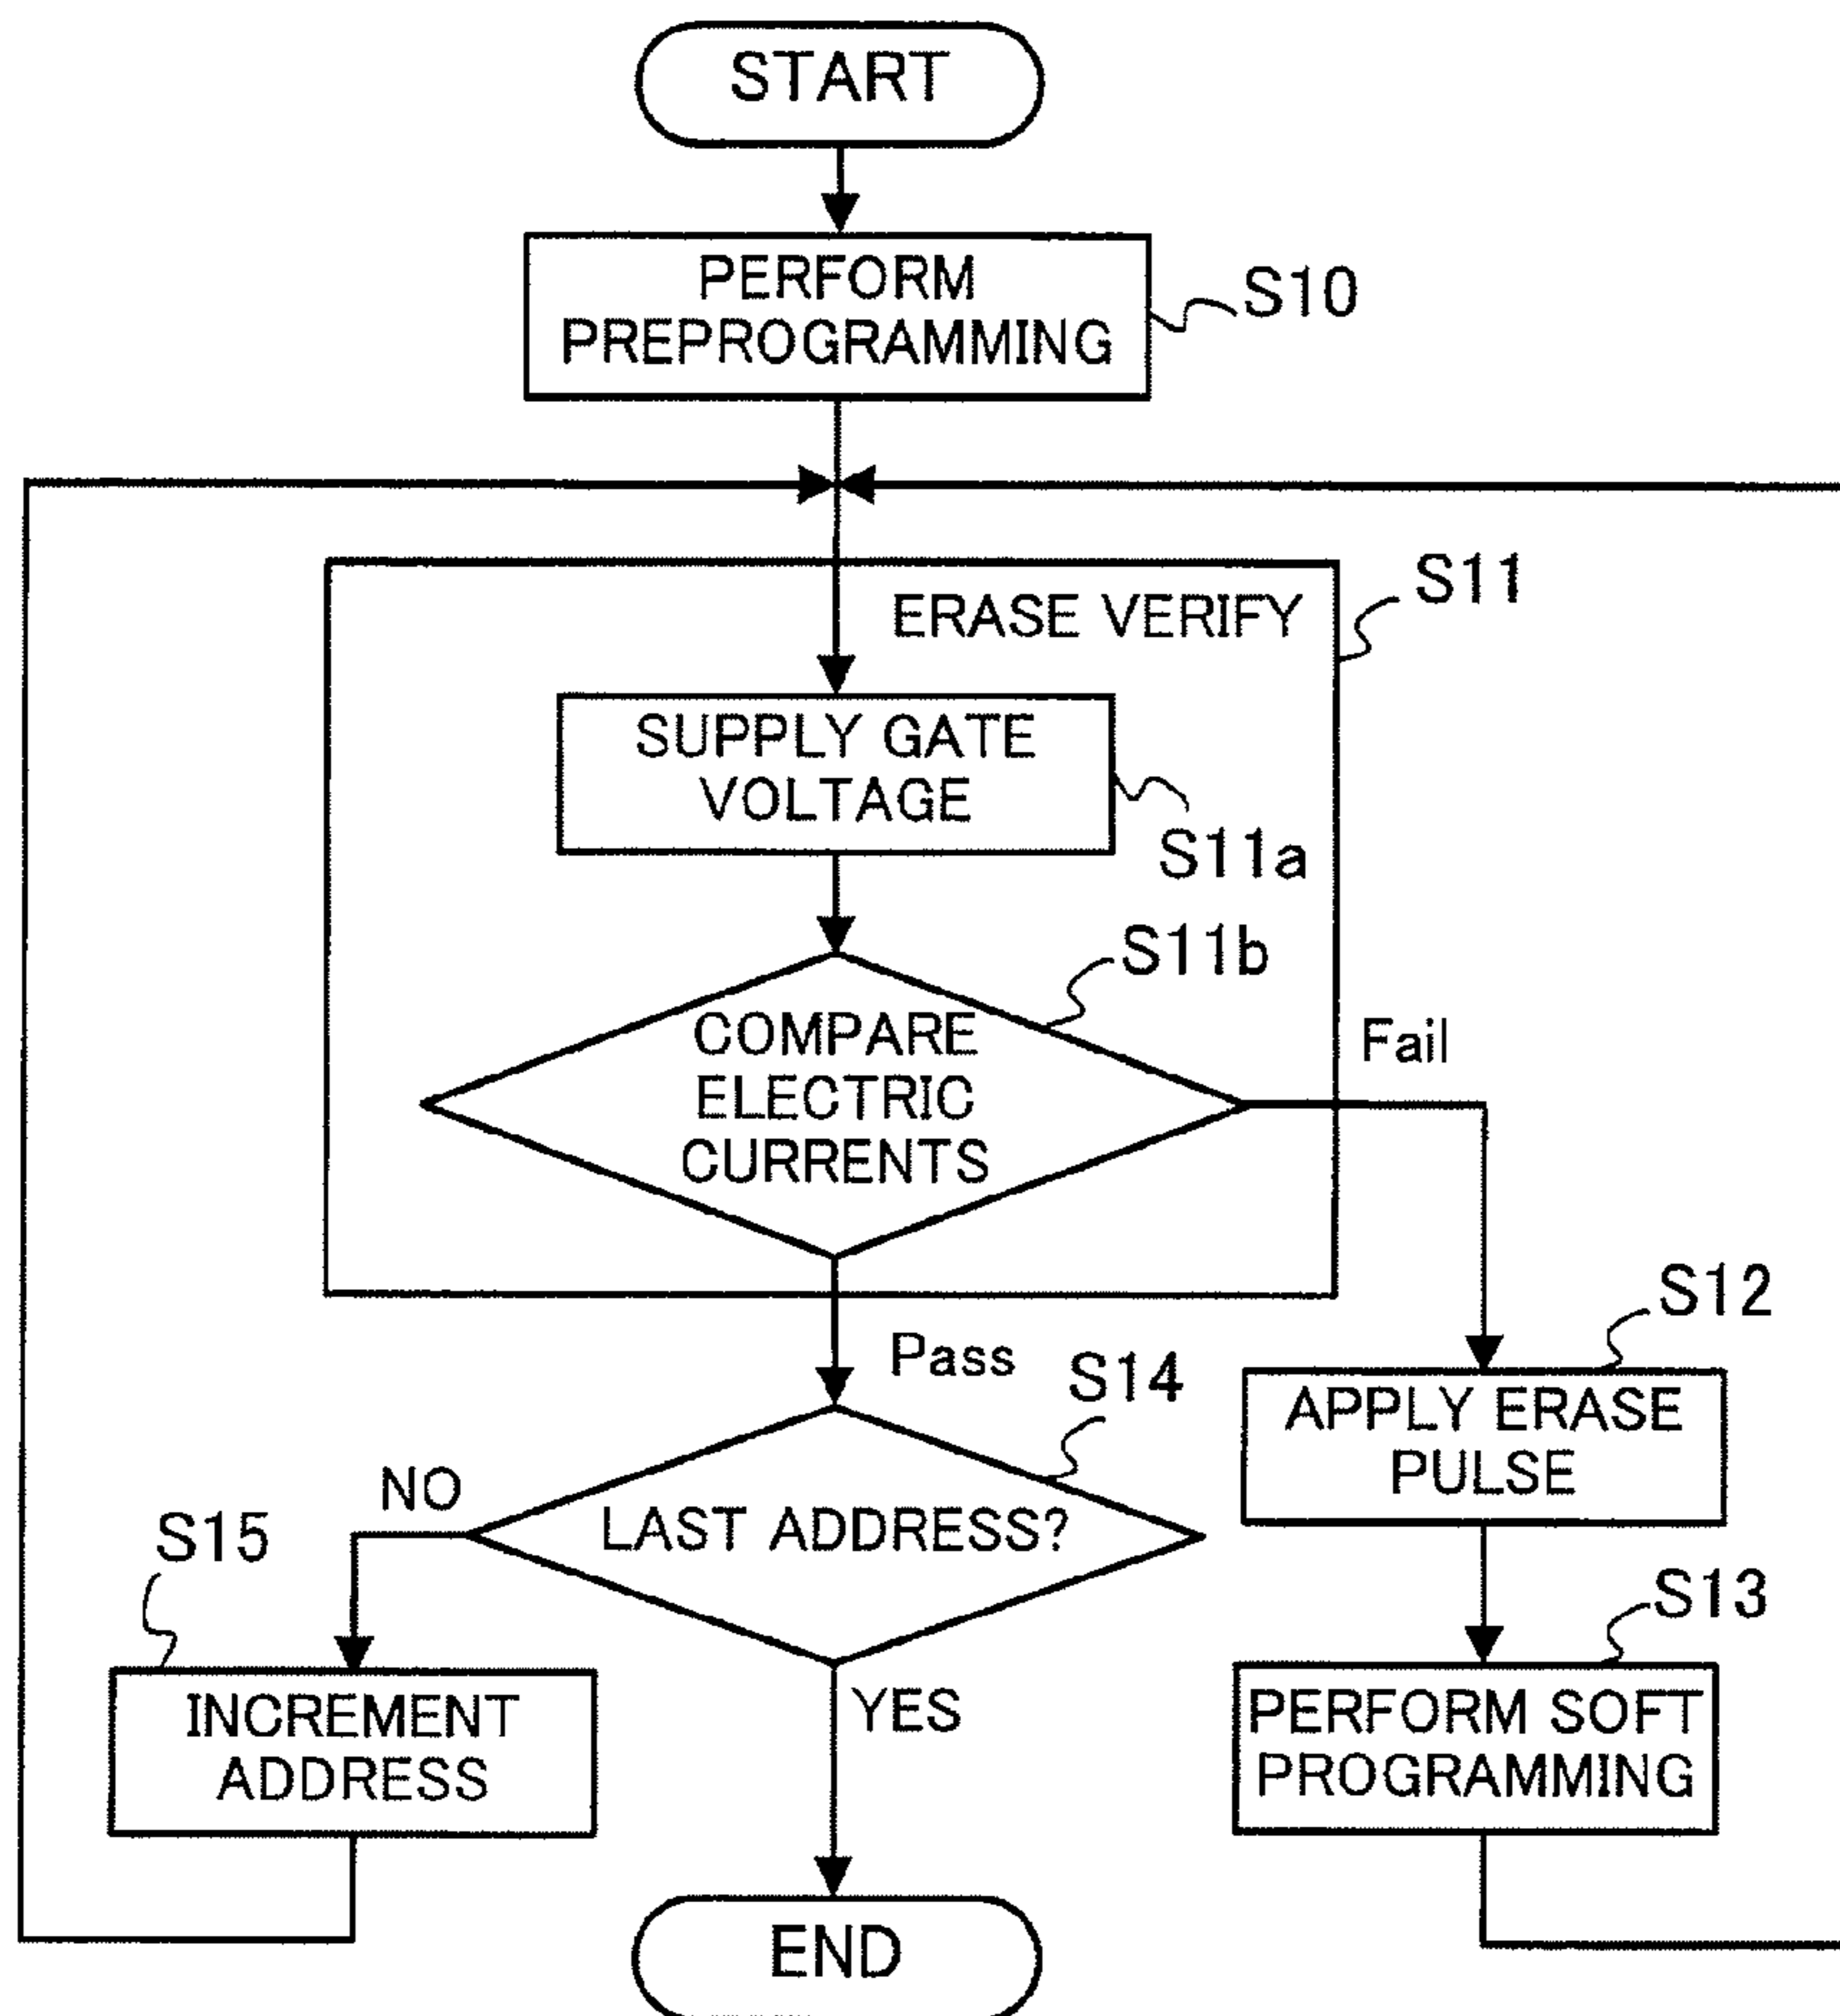 START
PERFORM
PREPROGRAMMING
S10
S11
ERASE VERIFY
SUPPLY GATE
VOLTAGE
S11a
S11b
COMPARE
ELECTRIC
CURRENTS
Fail
Pass
S12
APPLY ERASE
PULSE
S14
LAST ADDRESS?
NO
S15
S13
INCREMENT
ADDRESS
YES
PERFORM SOFT
PROGRAMMING
END